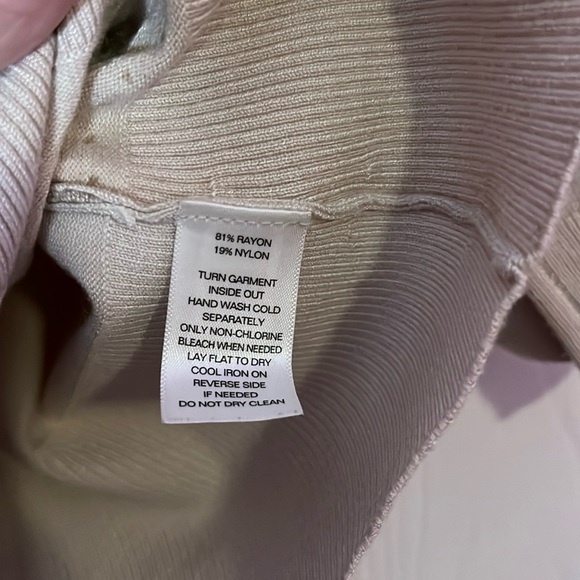 81% RAYON
19% NYLON
TURN GARMENT
INSIDE OUT
HAND WASH COLD
SEPARATELY
ONLY NON-CHLORINE
BLEACH WHEN NEEDED
LAY FLAT TO DRY
COOL IRON ON
REVERSE SIDE
IF NEEDED
DO NOT DRY CLEAN